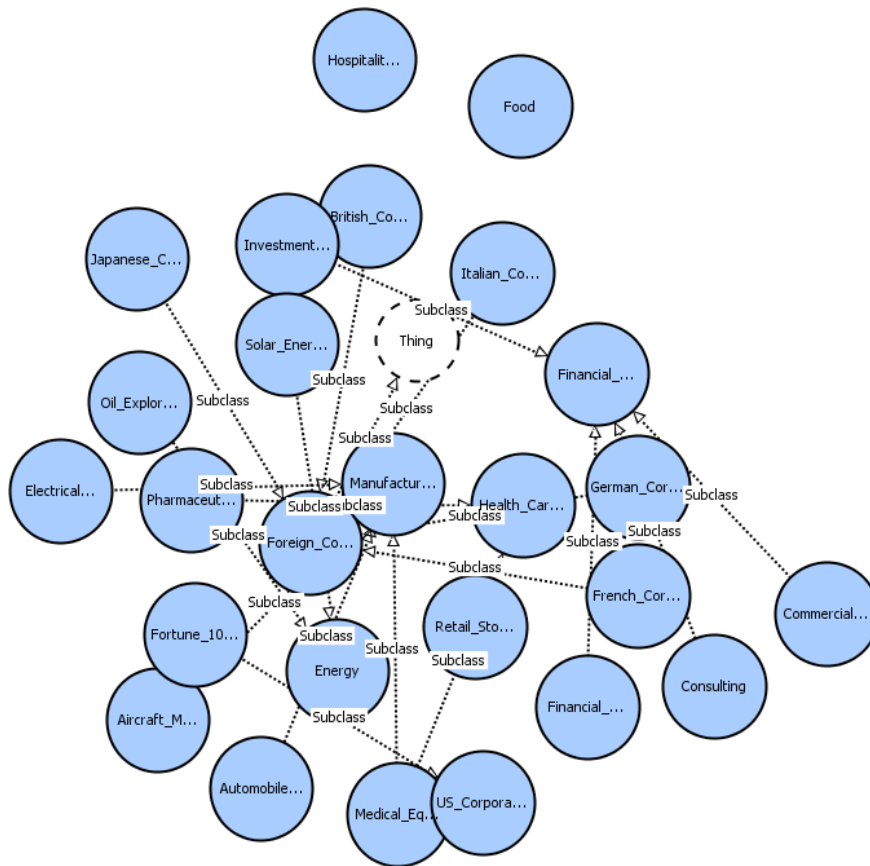 Hospitalit...
Food
British_Co...
Investment...
Japanese_C...
Italian_Co...
Subclass
Thing
Solar_Ener...
Financial_...
Subclass
Oil_Explor...
Subclass
Subclass
Subclass
Manufactur...
Subclass
Electrical...
Pharmaceut...
Health_Car...
German_Cor...
Subclass
Subclass
Subclass
Subclass
Subclass
Foreign_Co...
Subclass
Subclass
Subclass
French_Cor...
Subclass
Commercial...
Fortune_10...
Retail_Sto...
Subclass
Subclass
Subclass
Energy
Consulting
Financial_...
Aircraft_M...
Subclass
Automobile...
US_Corpora...
Medical_Eq...